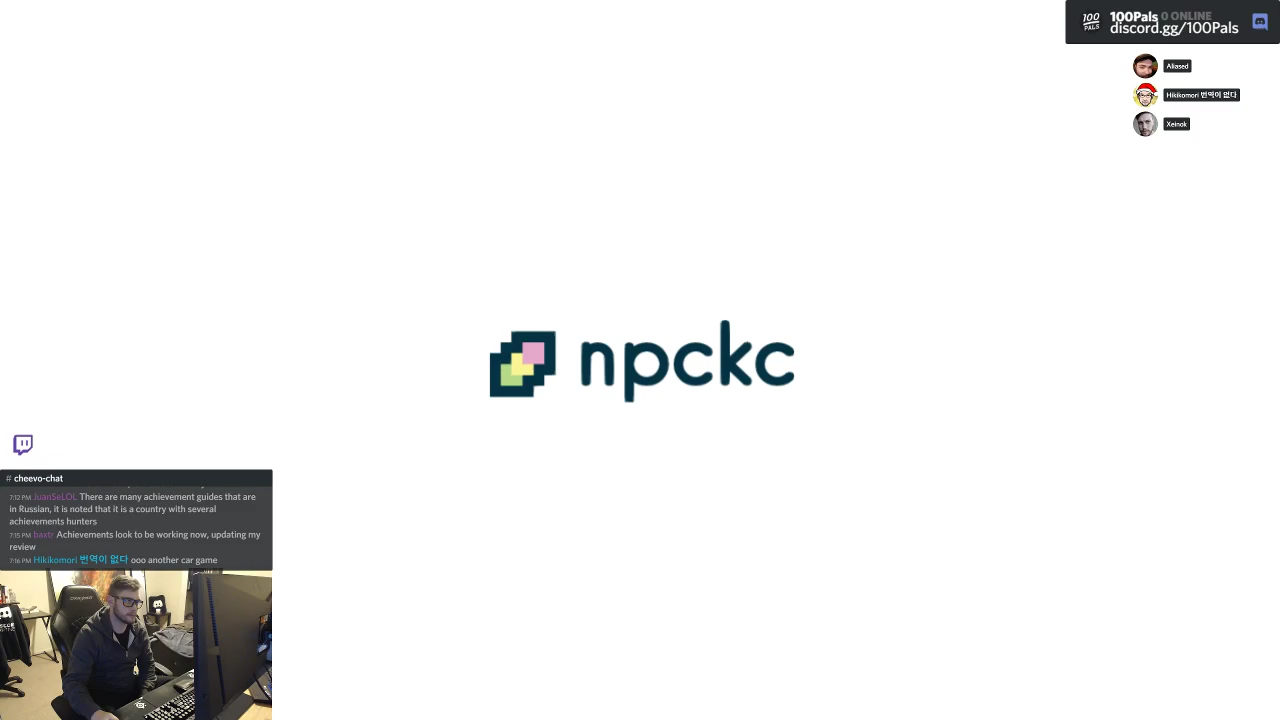 100 PALS
100Pals 0 ONLINE
discord.gg/100Pals
Aliased
Hikikomori 번역이 없다
Xeinok
npckc
# cheevo-chat
7:12 PM JuanSeLOL There are many achievement guides that are
in Russian, it is noted that it is a country with several
achievements hunters
7:15 PM baxtr Achievements look to be working now, updating my
review
7:16 PM Hikikomori 번역이 없다 ooo another car game